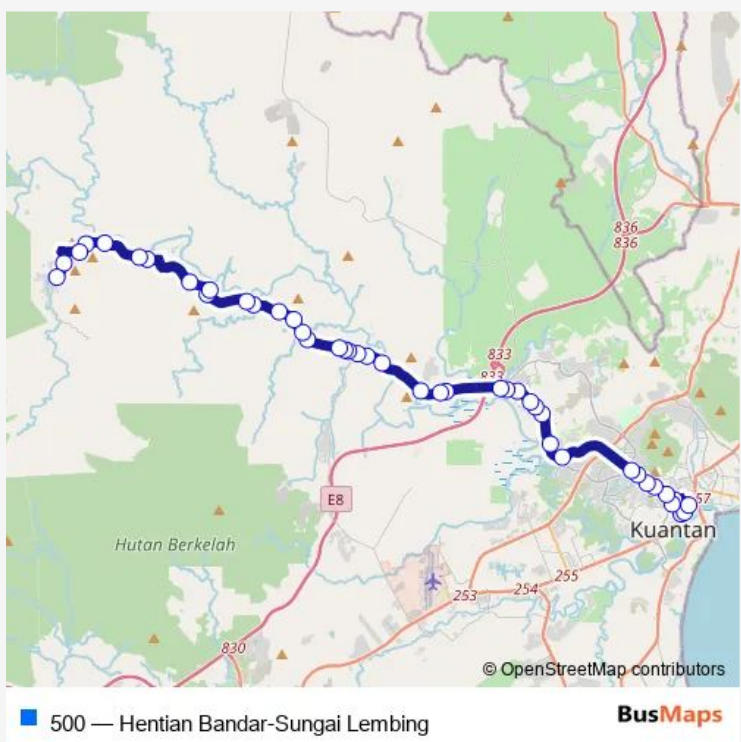 836
836
833
833
57
Kuantan
E8
Hutan Berkelah
255
254
253
830
© OpenStreetMap contributors
500 — Hentian Bandar-Sungai Lembing
BusMaps